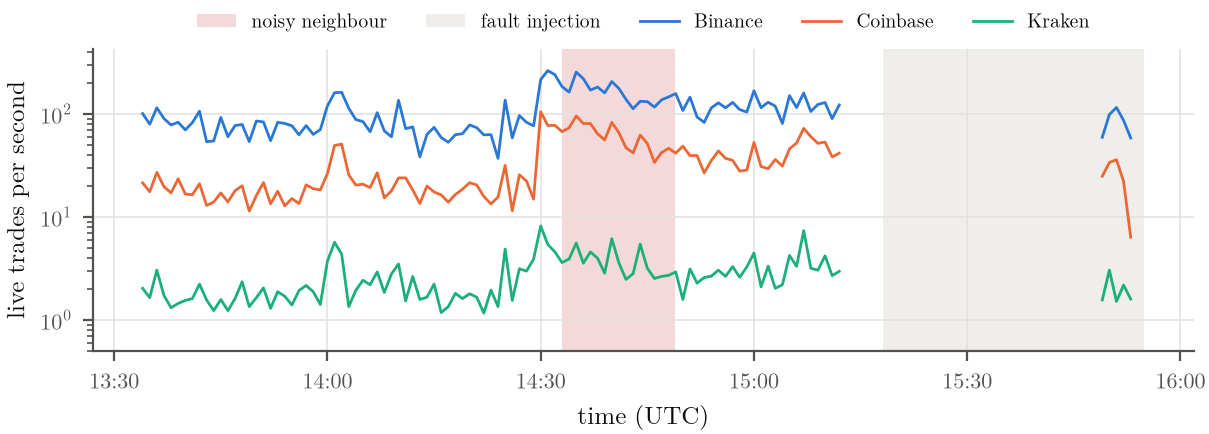 noisy neighbour fault injection Binance Coinbase Kraken
live trades per second
10²
10¹
10⁰
13:30 14:00 14:30 15:00 15:30 16:00
time (UTC)